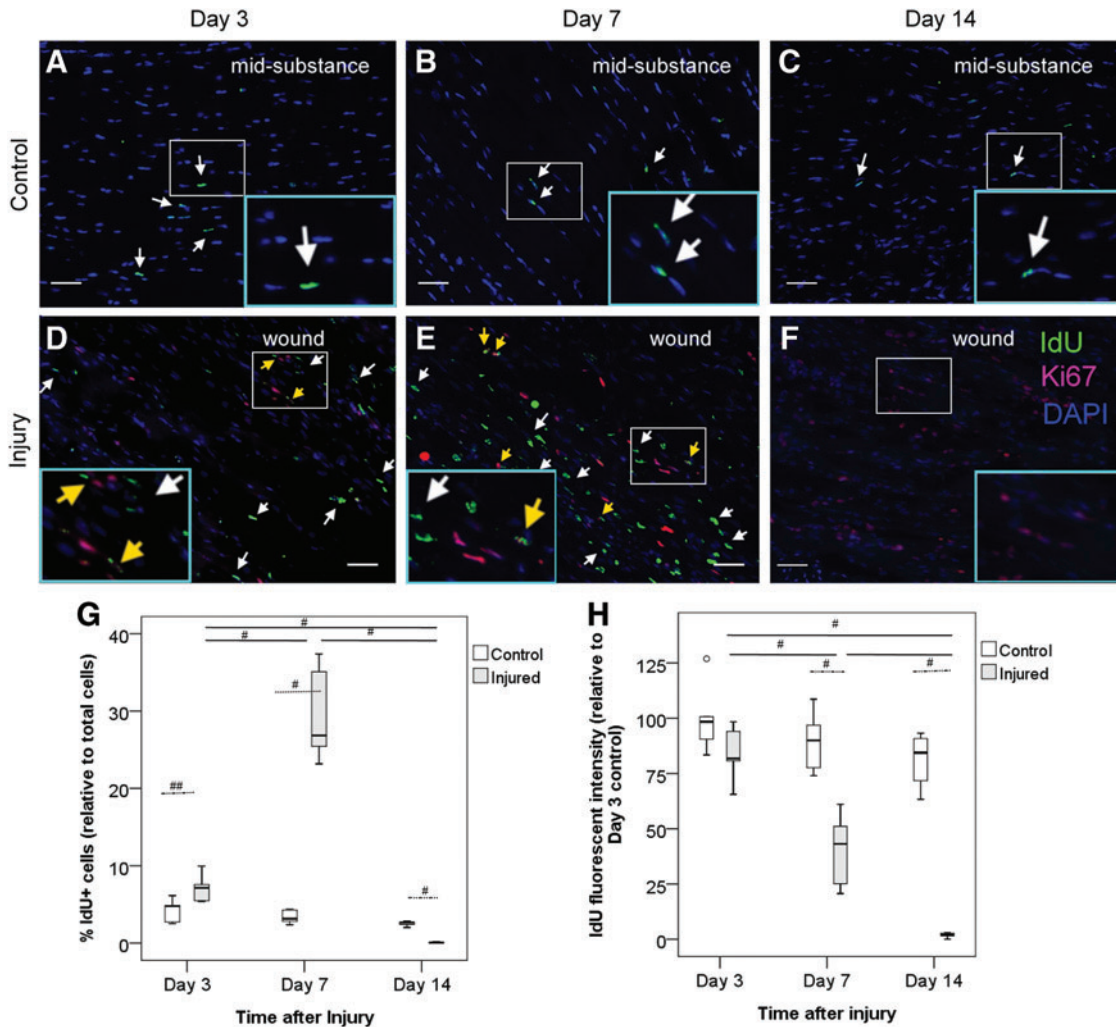 Day 3
Day 7
Day 14
Control
A
mid-substance
B
mid-substance
C
mid-substance
Injury
D
wound
E
wound
F
wound
IdU
Ki67
DAPI
G
% IdU+ cells (relative to total cells)
40
30
20
10
0
#
#
#
#
##
#
Control
Injured
Day 3
Day 7
Day 14
Time after Injury
H
IdU fluorescent intensity (relative to
Day 3 control)
125
100
75
50
25
0
#
#
#
#
Control
Injured
Day 3
Day 7
Day 14
Time after injury